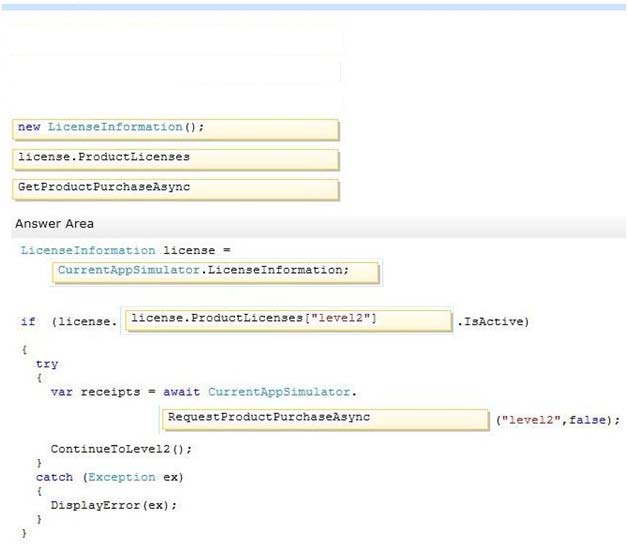 new LicenseInformation();
license.ProductLicenses
GetProductPurchaseAsync
Answer Area
LicenseInformation license =
CurrentAppSimulator.LicenseInformation;
if (license. license.ProductLicenses["level2"] .IsActive)
{
try
{
var receipts = await CurrentAppSimulator.
RequestProductPurchaseAsync ("level2",false);
ContinueToLevel2();
}
catch (Exception ex)
{
DisplayError(ex);
}
}